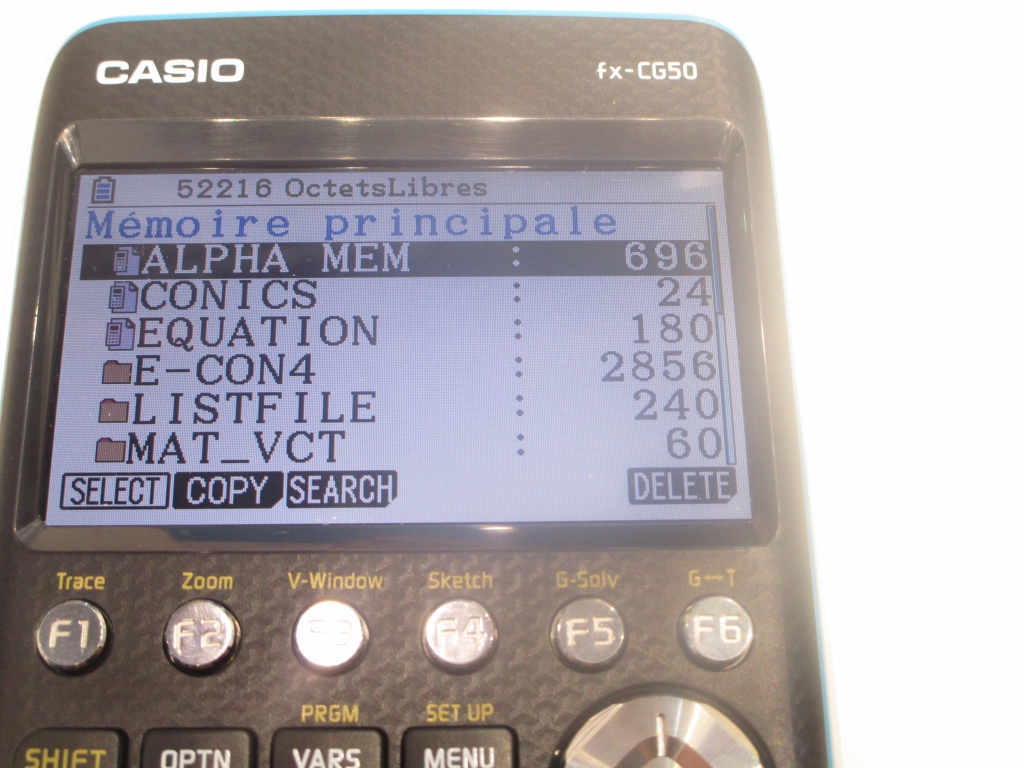 CASIO fx-CG50
52216 OctetsLibres
Mémoire principale
ALPHA MEM : 696
CONICS : 24
EQUATION : 180
E-CON4 : 2856
LISTFILE : 240
MAT_VCT : 60
SELECT COPY SEARCH DELETE
Trace Zoom V-Window Sketch G-Solv G↔T
F1 F2 F3 F4 F5 F6
PRGM SET UP
SHIFT OPTN VARS MENU